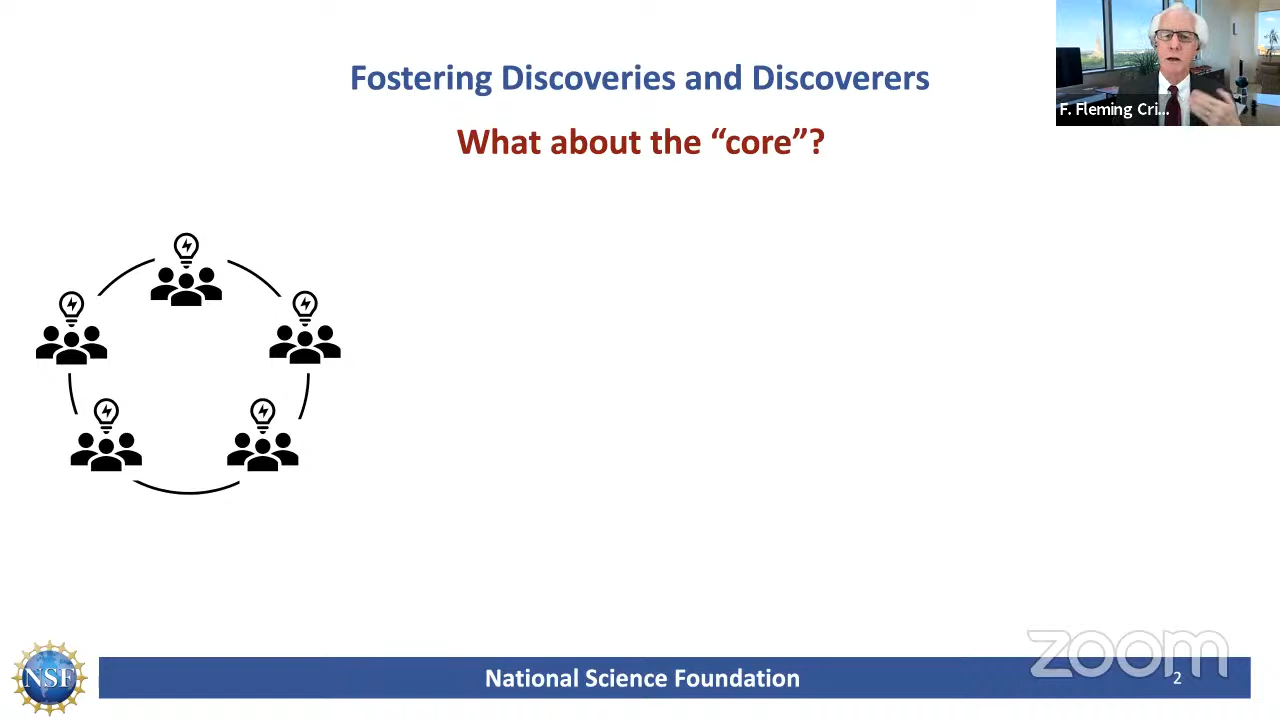 Fostering Discoveries and Discoverers
F. Fleming Cri...
What about the “core”?
NSF
National Science Foundation
zoom
2